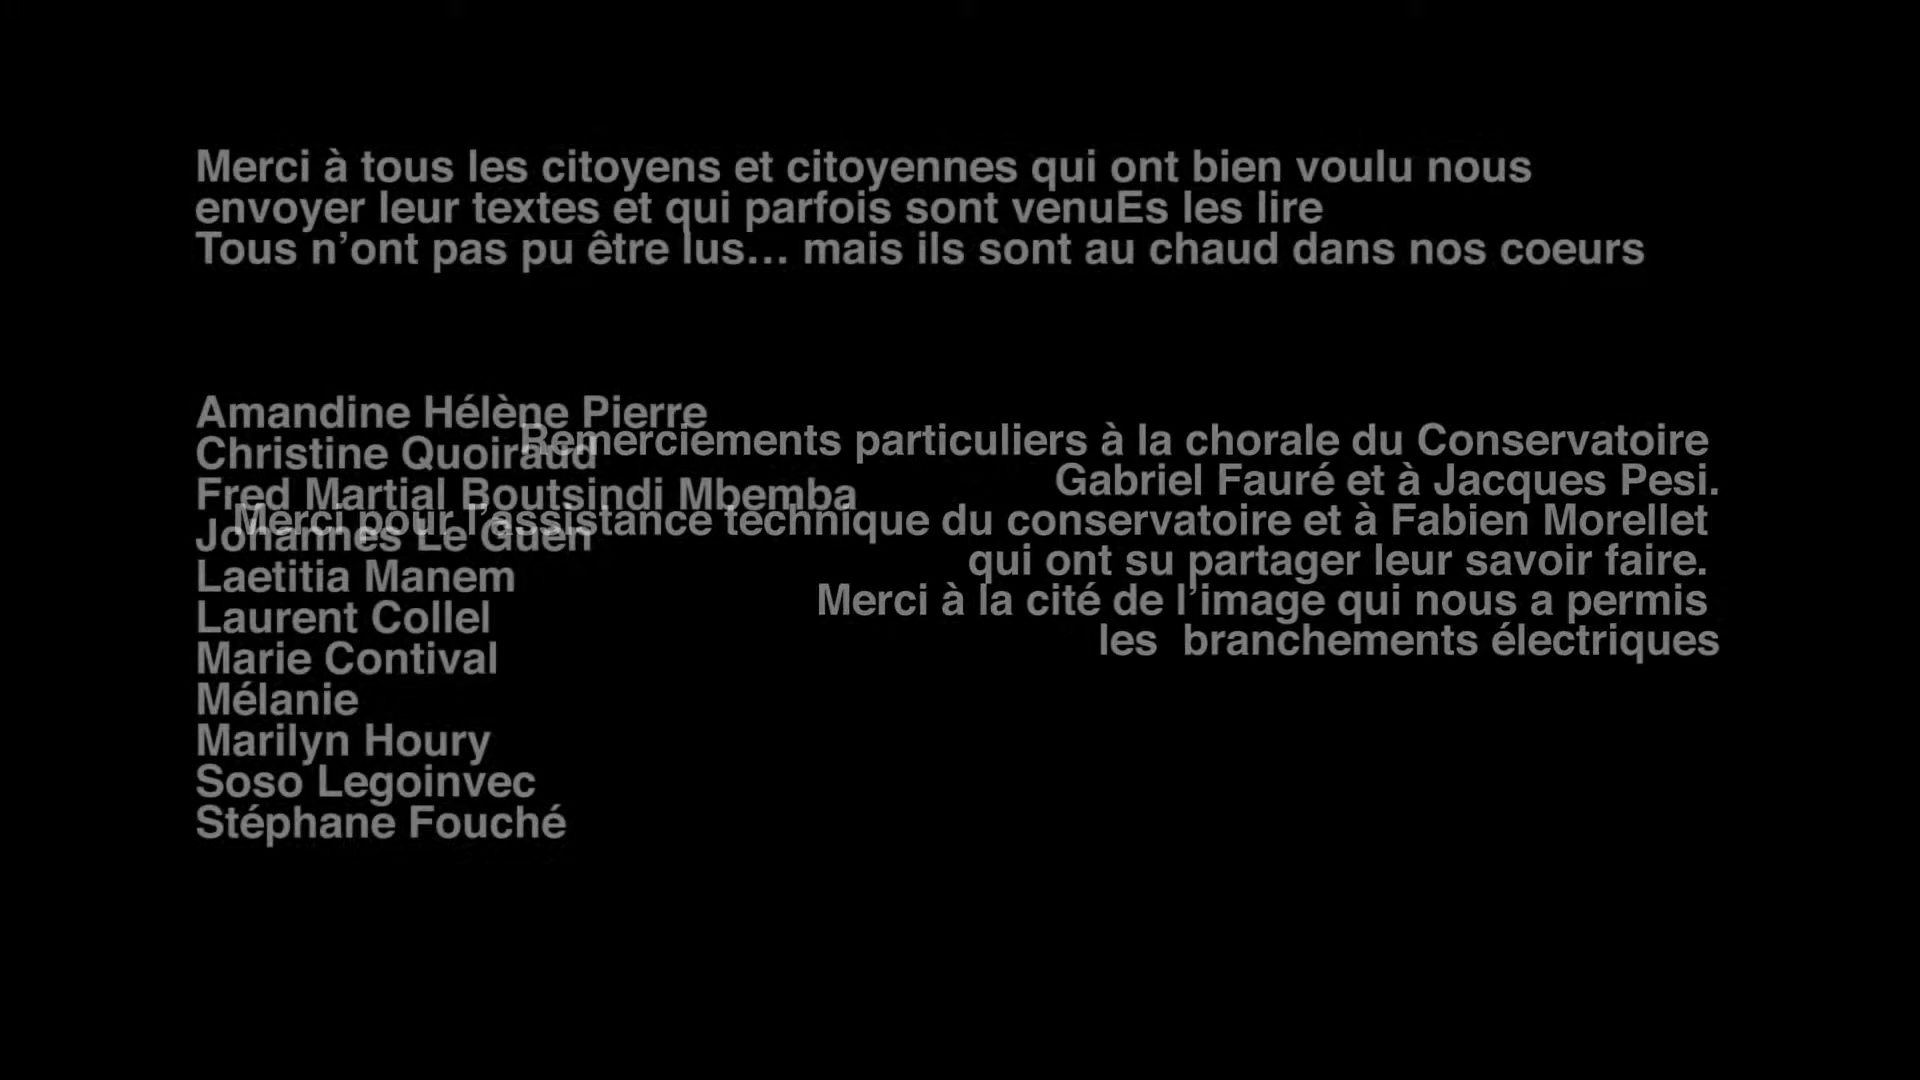 Merci à tous les citoyens et citoyennes qui ont bien voulu nous
envoyer leur textes et qui parfois sont venuEs les lire
Tous n’ont pas pu être lus… mais ils sont au chaud dans nos coeurs
Amandine Hélène Pierre
Christine Quoiraud
Fred Martial Boutsindi Mbemba
Johannes Le Guen
Laetitia Manem
Laurent Collel
Marie Contival
Mélanie
Marilyn Houry
Soso Legoinvec
Stéphane Fouché
Remerciements particuliers à la chorale du Conservatoire
Gabriel Fauré et à Jacques Pesi.
Merci pour l’assistance technique du conservatoire et à Fabien Morellet
qui ont su partager leur savoir faire.
Merci à la cité de l’image qui nous a permis
les  branchements électriques